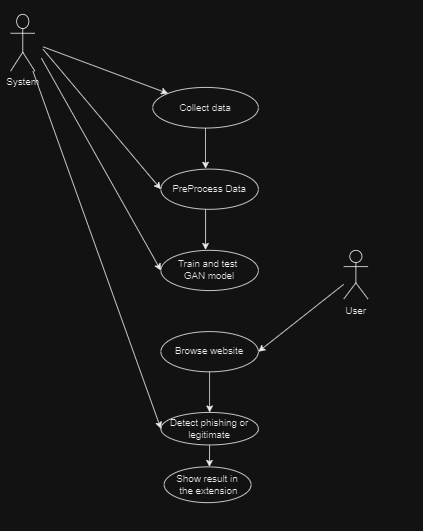 System
Collect data
PreProcess Data
Train and test
GAN model
User
Browse website
Detect phishing or
legitimate
Show result in
the extension